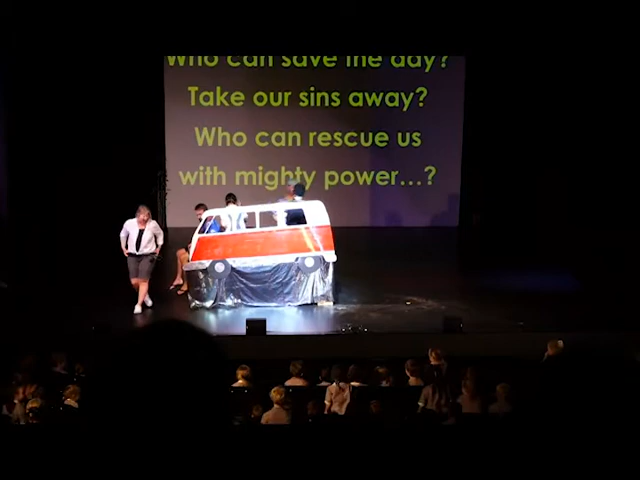 Who can save the day?
Take our sins away?
Who can rescue us
with mighty power...?